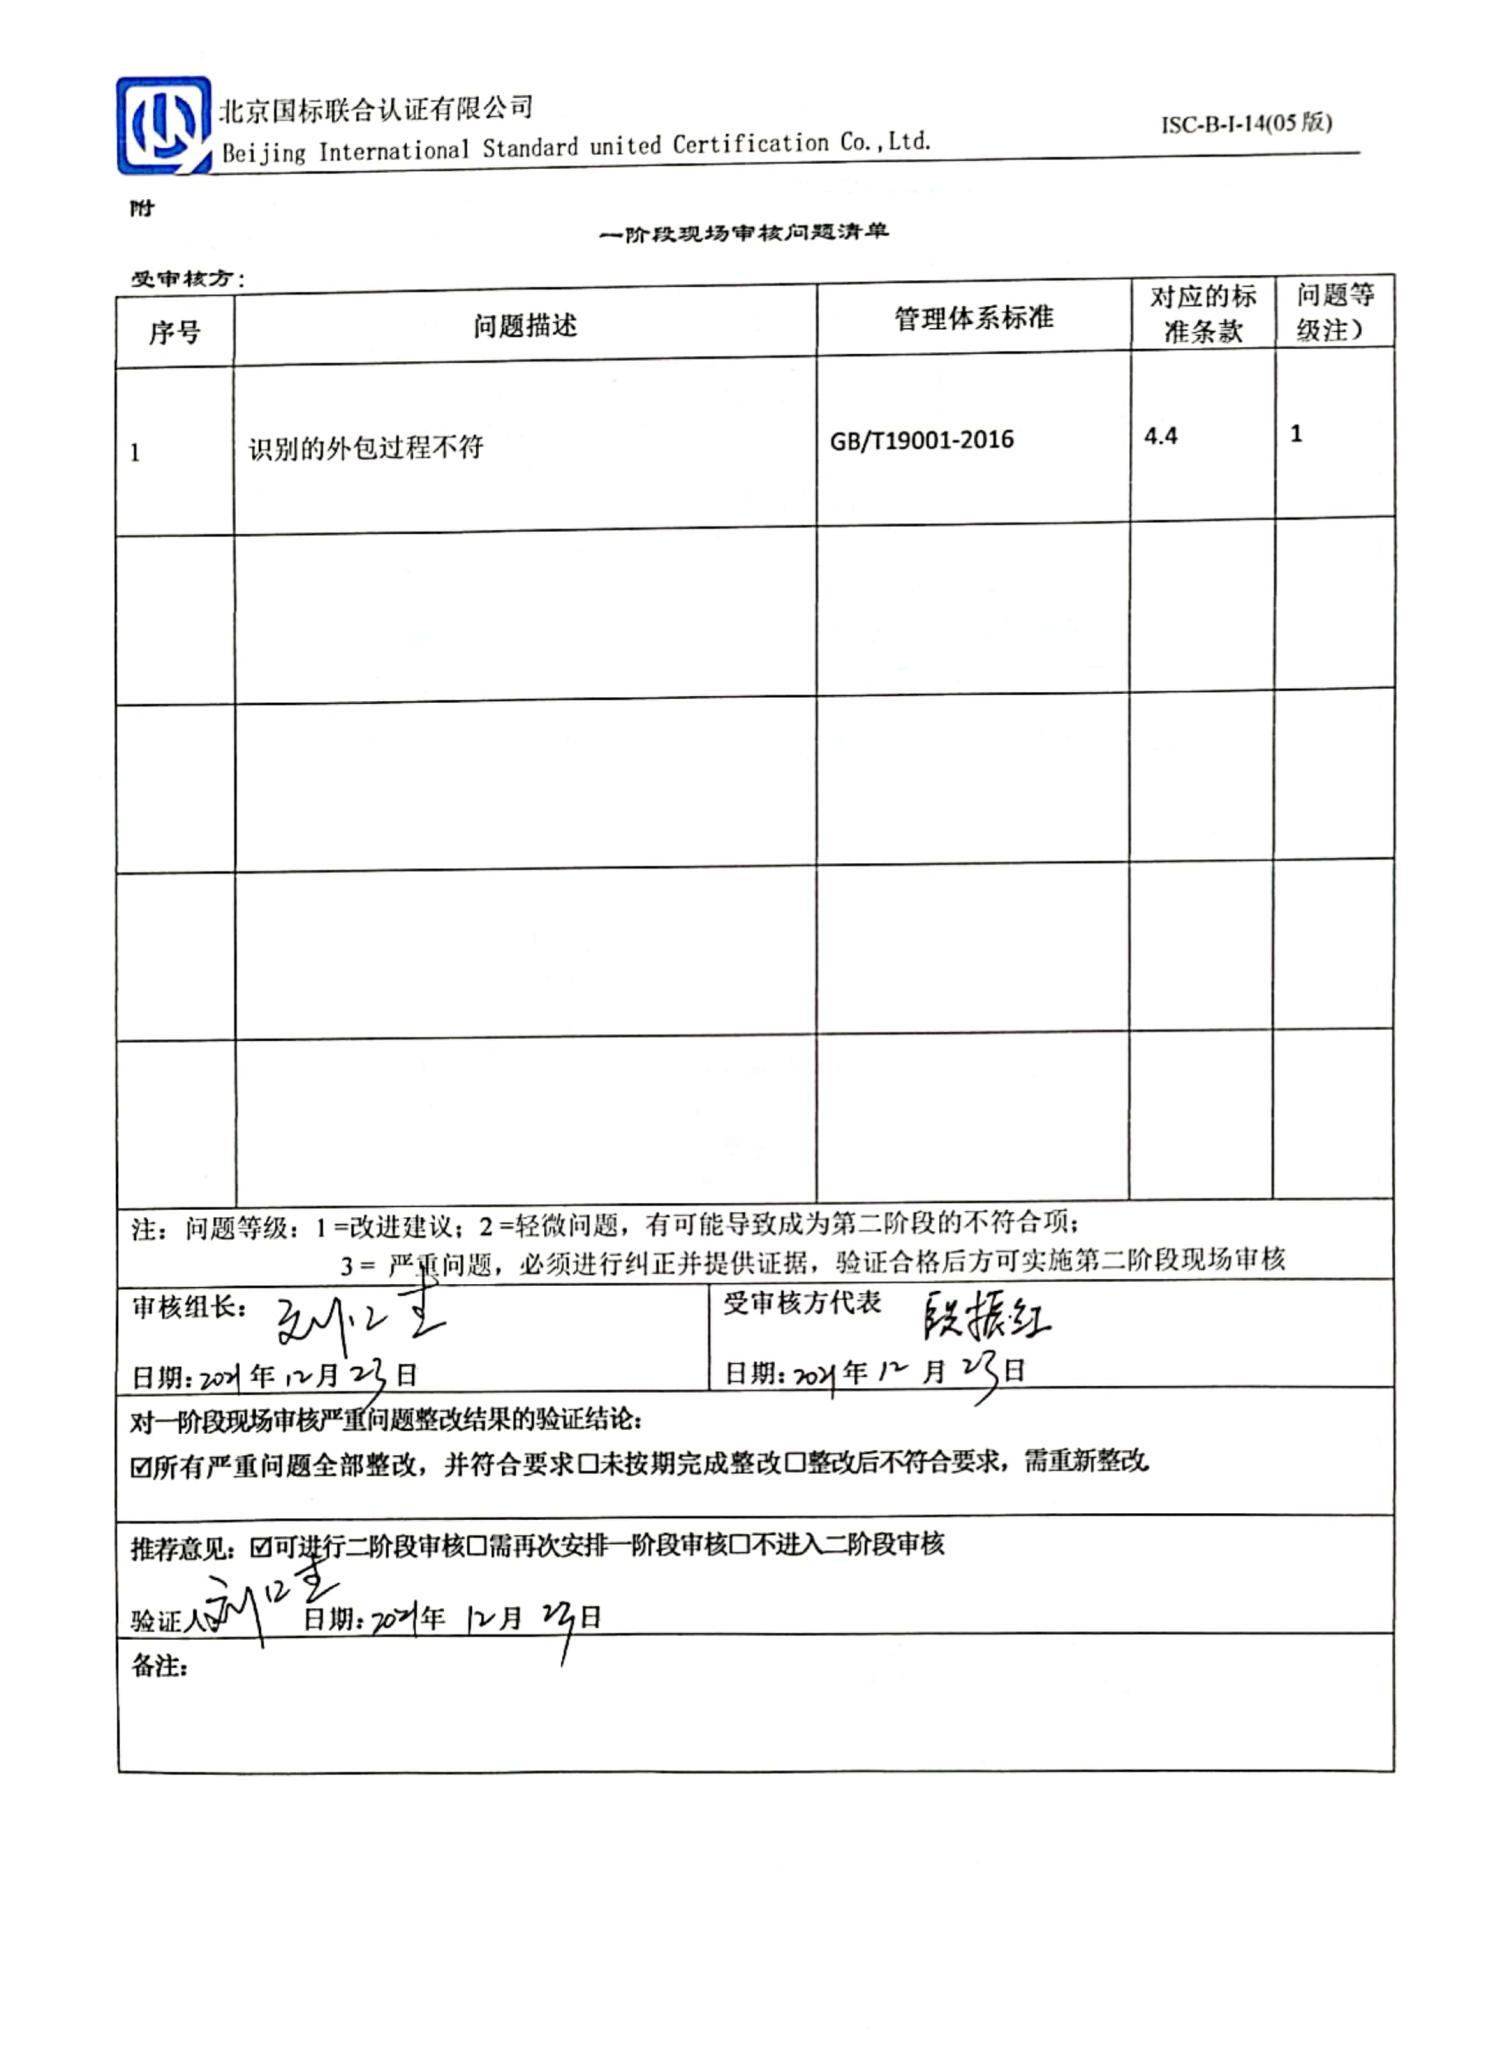 北京国标联合认证有限公司
Beijing International Standard united Certification Co.,Ltd.
ISC-B-I-14(05版)
附
一阶段现场审核问题清单
受审核方：
序号 问题描述 管理体系标准 对应的标准条款 问题等级注）
1 识别的外包过程不符 GB/T19001-2016 4.4 1
注：问题等级：1 =改进建议；2 =轻微问题，有可能导致成为第二阶段的不符合项；
3 = 严重问题，必须进行纠正并提供证据，验证合格后方可实施第二阶段现场审核
审核组长：
日期：2021年12月23日
受审核方代表 段振红
日期：2021年12月23日
对一阶段现场审核严重问题整改结果的验证结论：
☑所有严重问题全部整改，并符合要求□未按期完成整改□整改后不符合要求，需重新整改
推荐意见：☑可进行二阶段审核□需再次安排一阶段审核□不进入二阶段审核
验证人 日期：2021年12月23日
备注：